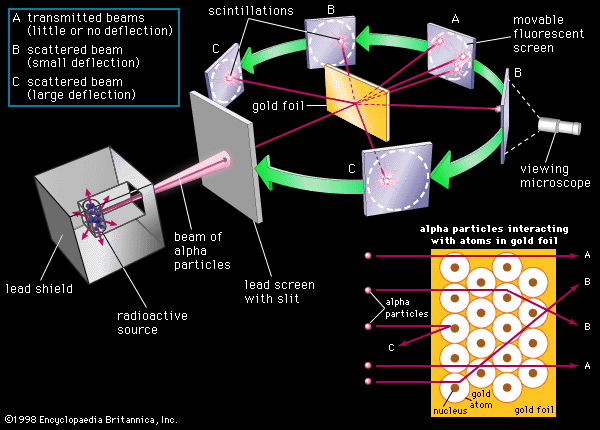 A transmitted beams
(little or no deflection)
B scattered beam
(small deflection)
C scattered beam
(large deflection)
scintillations
B
A
movable
fluorescent
screen
C
B
gold foil
C
viewing
microscope
beam of
alpha
particles
lead shield
radioactive
source
lead screen
with slit
alpha particles interacting
with atoms in gold foil
A
B
alpha
particles
B
C
A
nucleus
gold
atom
gold foil
©1998 Encyclopaedia Britannica, Inc.